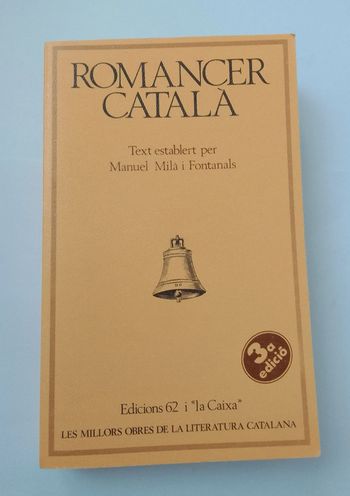 ROMANCER
CATALÀ
Text establert per
Manuel Milà i Fontanals
3a
edició
Edicions 62 i "la Caixa"
LES MILLORS OBRES DE LA LITERATURA CATALANA